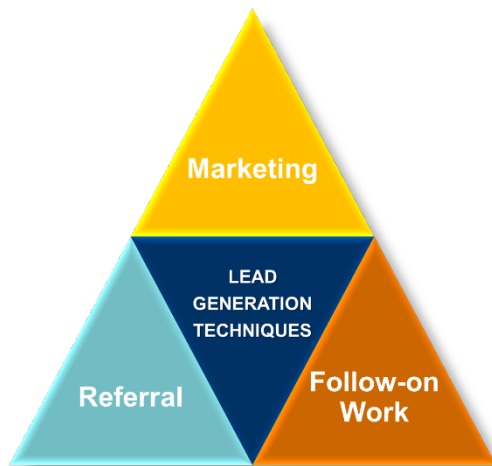 Marketing
LEAD
GENERATION
TECHNIQUES
Referral
Follow-on
Work